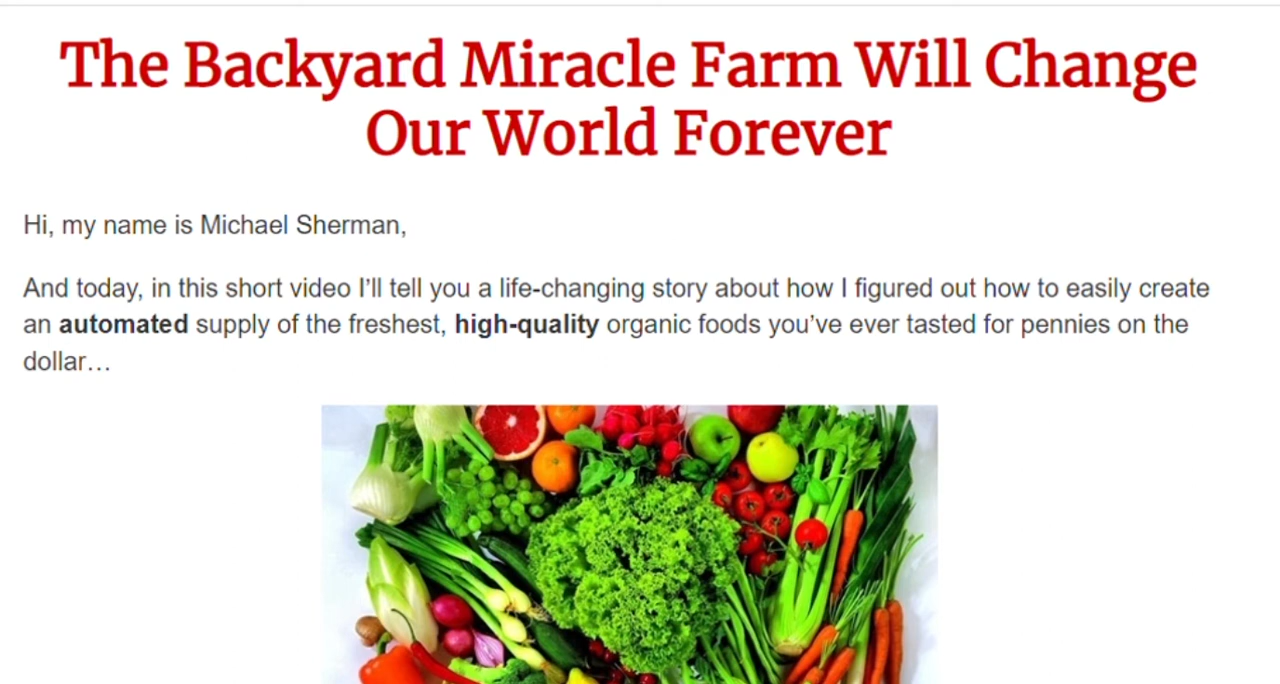 The Backyard Miracle Farm Will Change
Our World Forever
Hi, my name is Michael Sherman,
And today, in this short video I’ll tell you a life-changing story about how I figured out how to easily create
an automated supply of the freshest, high-quality organic foods you’ve ever tasted for pennies on the
dollar…